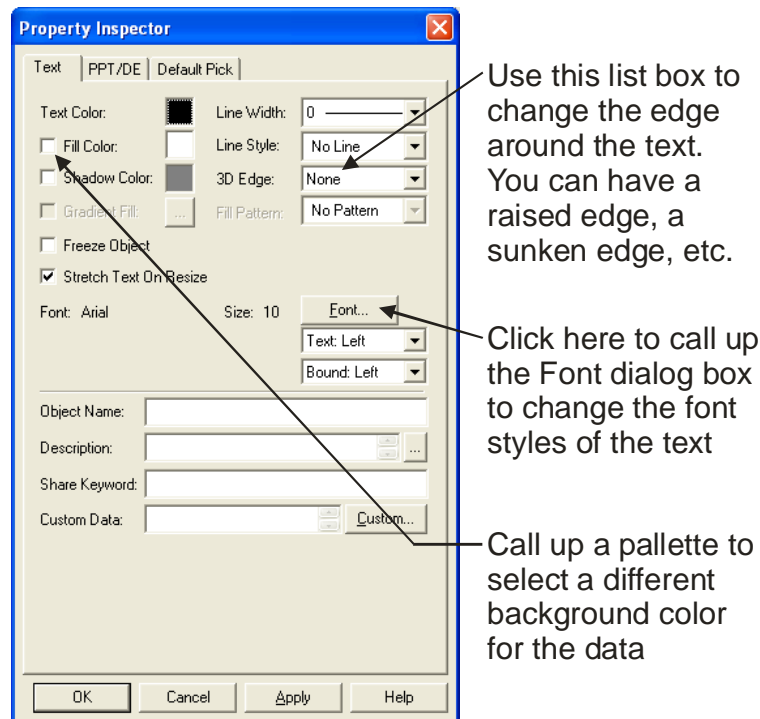 Property Inspector
Text PPT/DE Default Pick
Text Color: Line Width: 0
Fill Color: Line Style: No Line
Shadow Color: 3D Edge: None
Gradient Fill: ... Fill Pattern: No Pattern
Freeze Object
Stretch Text On Resize
Font: Arial Size: 10 Font...
Text: Left
Bound: Left
Object Name:
Description: ...
Share Keyword:
Custom Data: Custom...
OK Cancel Apply Help
Use this list box to
change the edge
around the text.
You can have a
raised edge, a
sunken edge, etc.
Click here to call up
the Font dialog box
to change the font
styles of the text
Call up a pallette to
select a different
background color
for the data